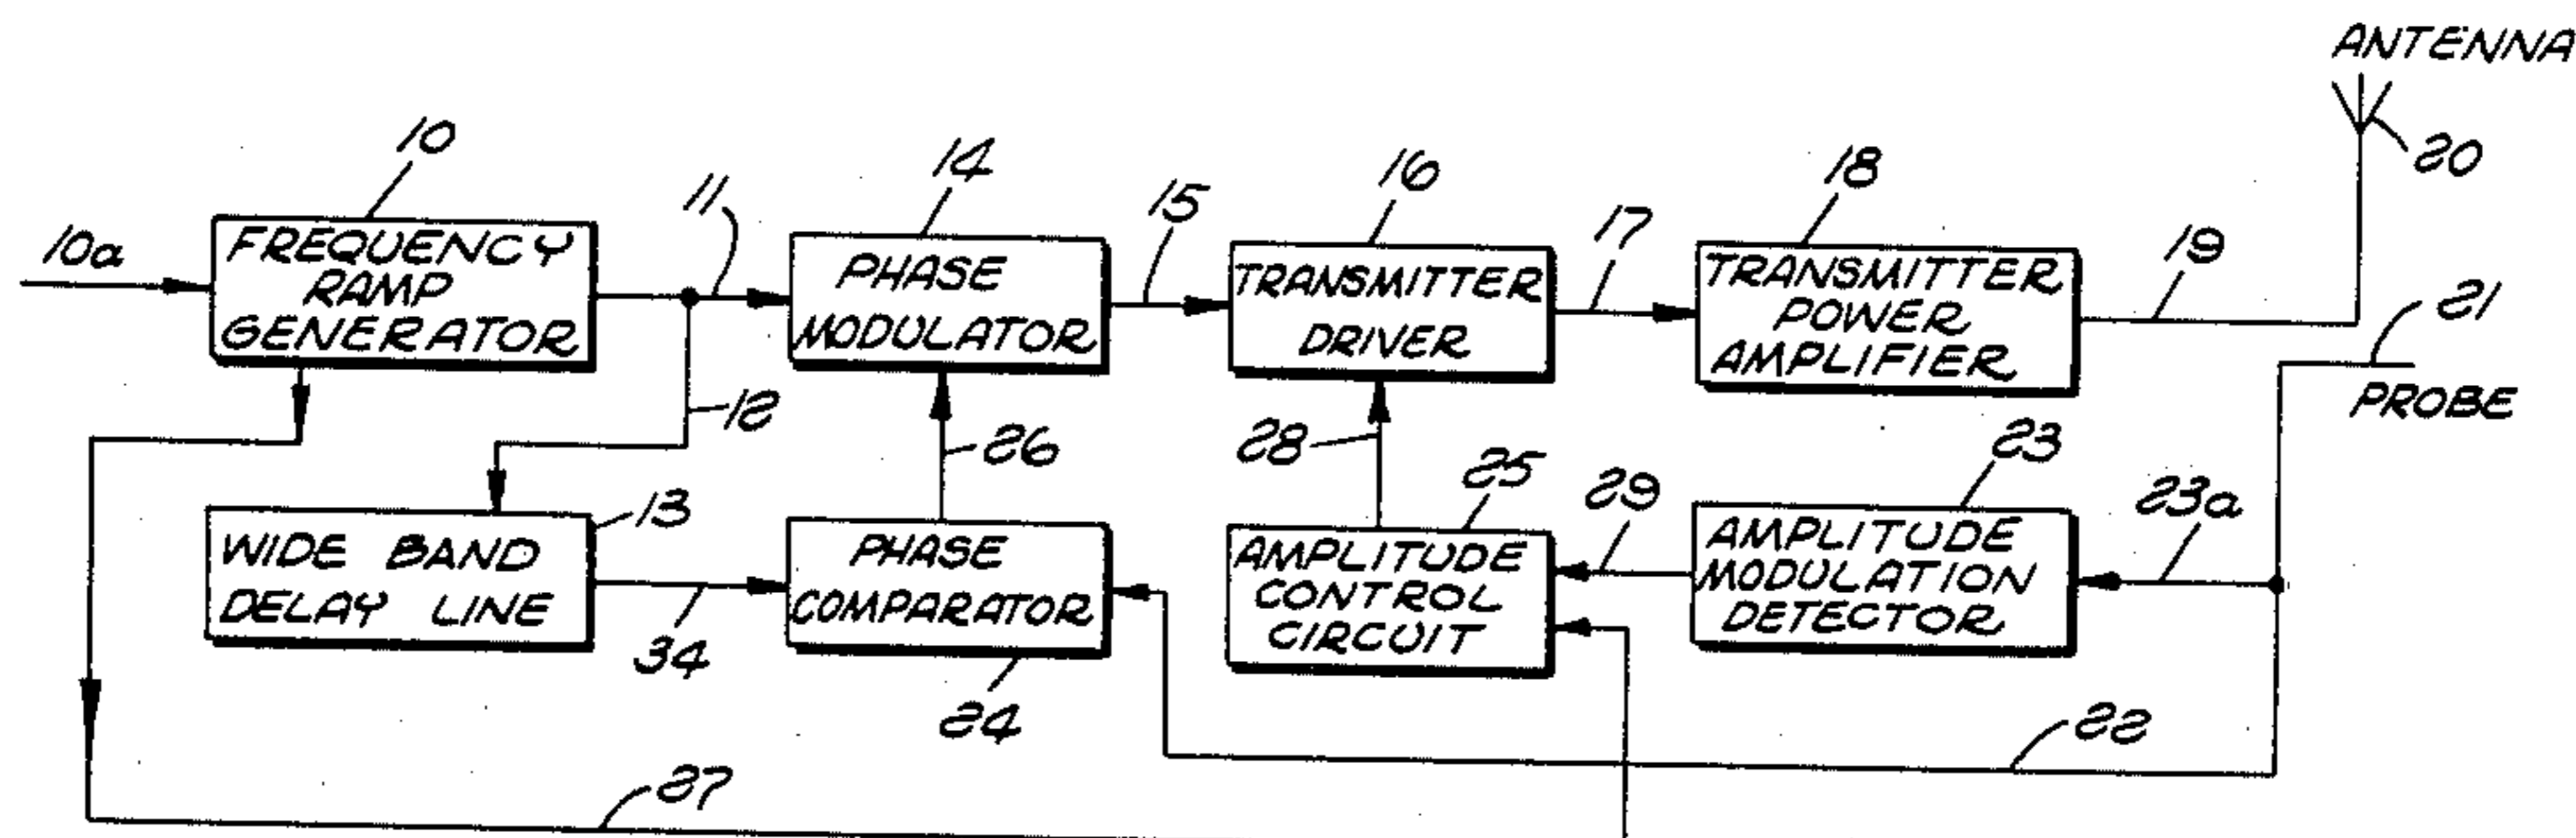 ANTENNA
20
10
10a
FREQUENCY
RAMP
GENERATOR
11
12
14
PHASE
MODULATOR
15
16
TRANSMITTER
DRIVER
17
18
TRANSMITTER
POWER
AMPLIFIER
19
21
PROBE
13
WIDE BAND
DELAY LINE
34
26
PHASE
COMPARATOR
24
28
25
AMPLITUDE
CONTROL
CIRCUIT
29
23
AMPLITUDE
MODULATION
DETECTOR
23a
22
27